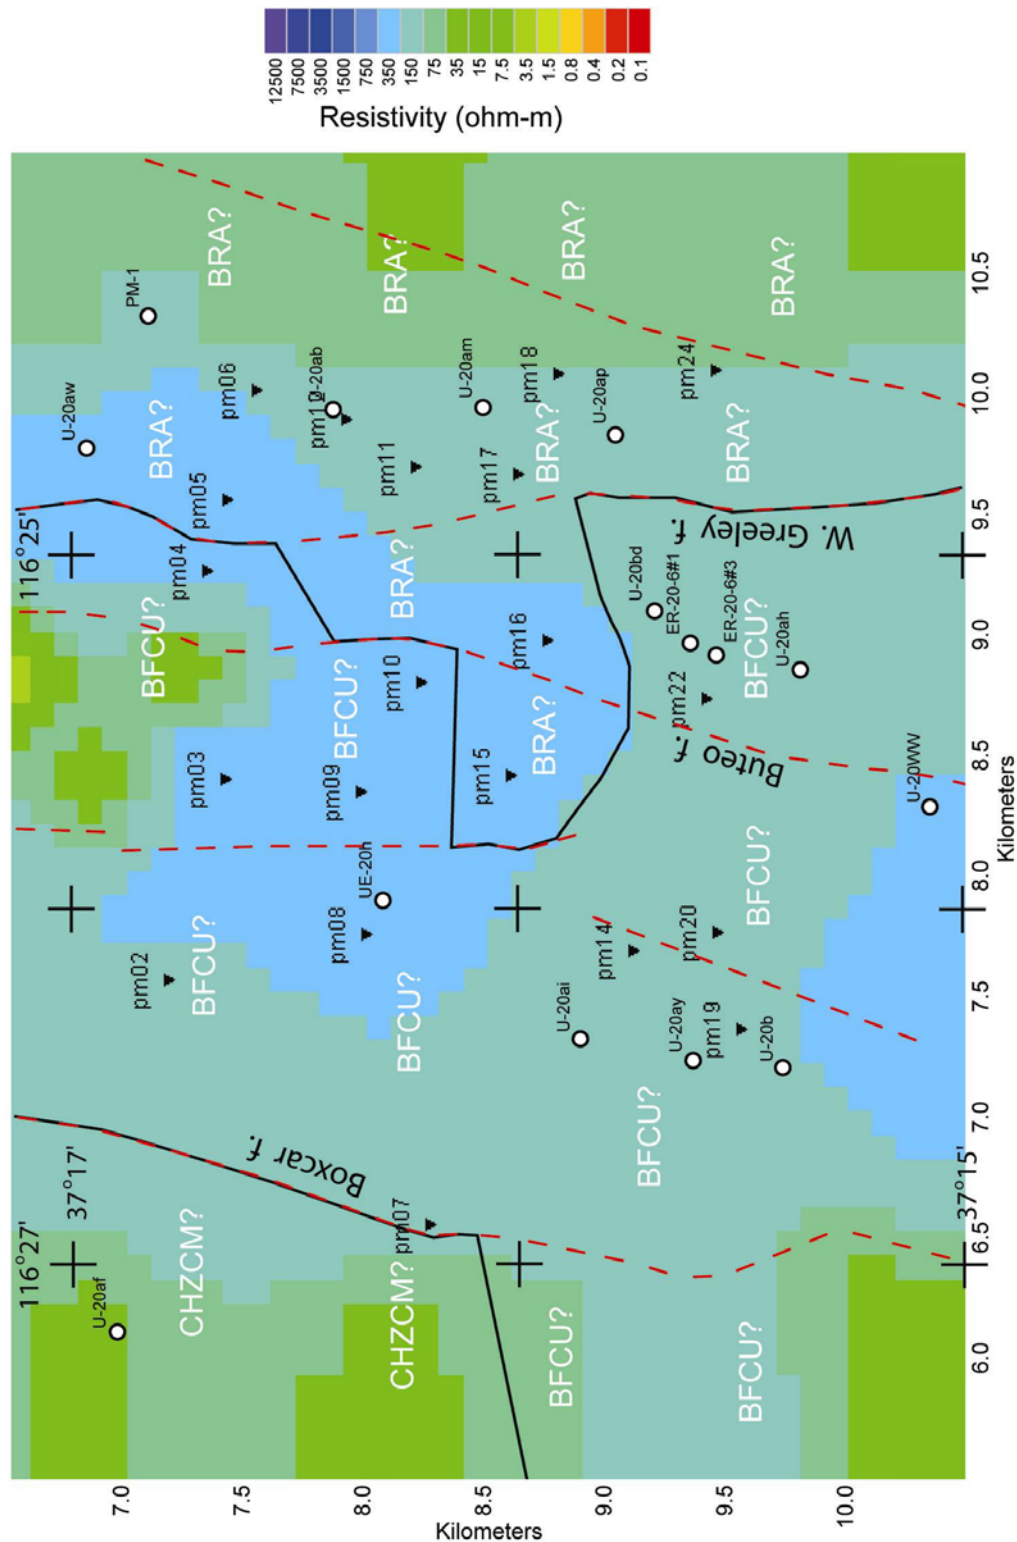 12500
7500
3500
1500
750
350
150
75
35
15
7.5
3.5
1.5
0.8
0.4
0.2
0.1
Resistivity (ohm-m)
116°27'
37°17'
116°25'
37°15'
U-20af
CHZCM?
CHZCM?
Boxcar f.
pm07
BFCU?
BFCU?
pm02
BFCU?
BFCU?
pm08
UE-20h
pm03
pm09
BFCU?
BFCU?
pm10
pm04
pm05
U-20aw
BRA?
PM-1
BRA?
pm06
pm12
U-20ab
BRA?
pm11
BRA?
U-20am
pm17
pm18
BRA?
BRA?
U-20ap
pm24
BRA?
BRA?
pm15
BRA?
pm16
W. Greeley f.
U-20bd
ER-20-6#1
ER-20-6#3
BFCU?
U-20ah
pm22
Buteo f.
U-20WW
BFCU?
pm14
pm20
U-20ai
U-20ay
pm19
U-20b
BFCU?
7.0
7.5
8.0
8.5
9.0
9.5
10.0
Kilometers
6.0
6.5
7.0
7.5
8.0
8.5
9.0
9.5
10.0
10.5
Kilometers